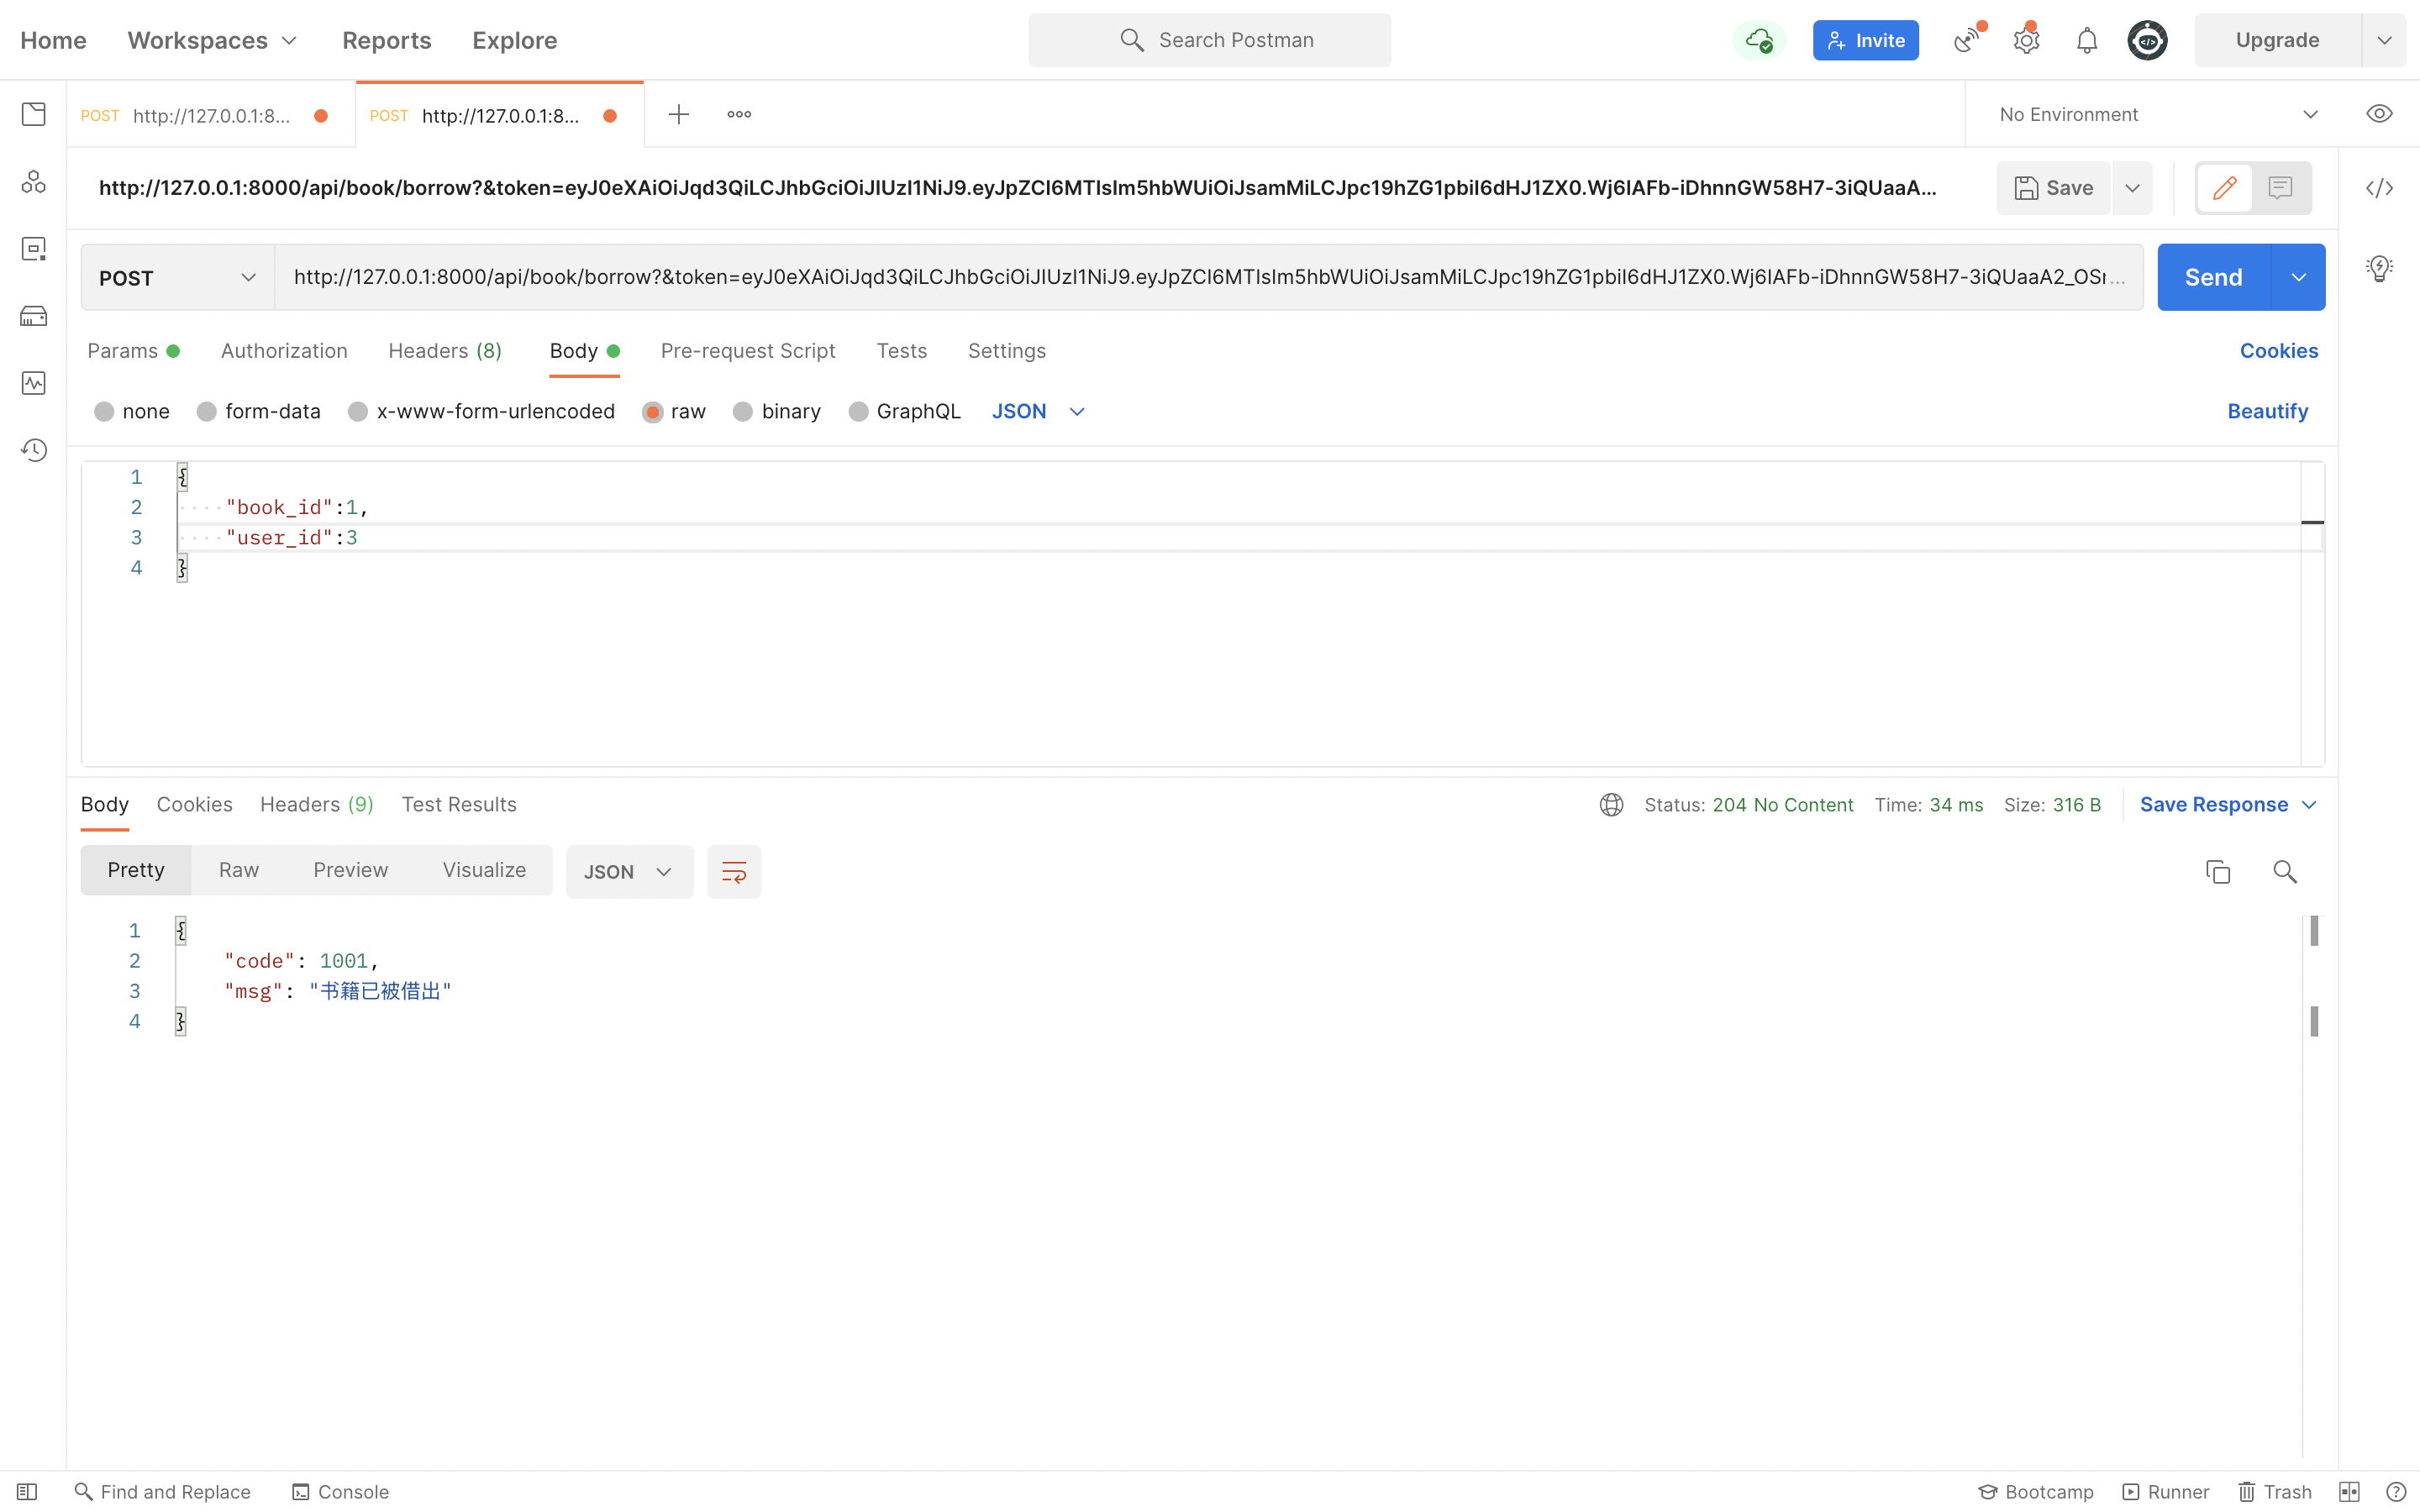 Home Workspaces Reports Explore Search Postman Invite Upgrade
POST http://127.0.0.1:8... POST http://127.0.0.1:8... No Environment
http://127.0.0.1:8000/api/book/borrow?&token=eyJ0eXAiOiJqd3QiLCJhbGciOiJIUzI1NiJ9.eyJpZCI6MTIsIm5hbWUiOiJsamMiLCJpc19hZG1pbiI6dHJ1ZX0.Wj6IAFb-iDhnnGW58H7-3iQUaaA... Save
POST http://127.0.0.1:8000/api/book/borrow?&token=eyJ0eXAiOiJqd3QiLCJhbGciOiJIUzI1NiJ9.eyJpZCI6MTIsIm5hbWUiOiJsamMiLCJpc19hZG1pbiI6dHJ1ZX0.Wj6IAFb-iDhnnGW58H7-3iQUaaA2_OSr... Send
Params Authorization Headers (8) Body Pre-request Script Tests Settings Cookies
none form-data x-www-form-urlencoded raw binary GraphQL JSON Beautify
1 {
2 "book_id":1,
3 "user_id":3
4 }
Body Cookies Headers (9) Test Results Status: 204 No Content Time: 34 ms Size: 316 B Save Response
Pretty Raw Preview Visualize JSON
1 {
2 "code": 1001,
3 "msg": "书籍已被借出"
4 }
Find and Replace Console Bootcamp Runner Trash